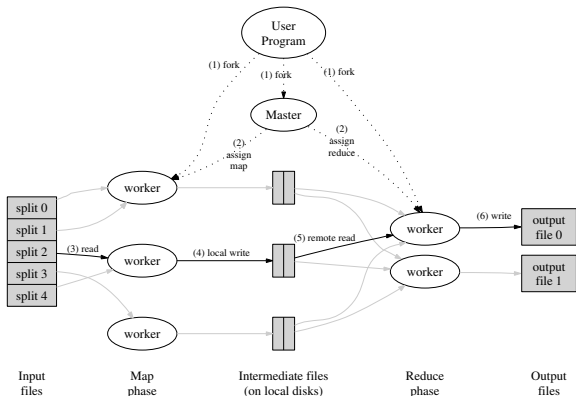 User
Program
(1) fork
(1) fork
(1) fork
Master
(2)
assign
map
(2)
assign
reduce
worker
split 0
split 1
split 2
split 3
split 4
(3) read
worker
(4) local write
(5) remote read
worker
(6) write
output
file 0
worker
output
file 1
worker
Input
files
Map
phase
Intermediate files
(on local disks)
Reduce
phase
Output
files